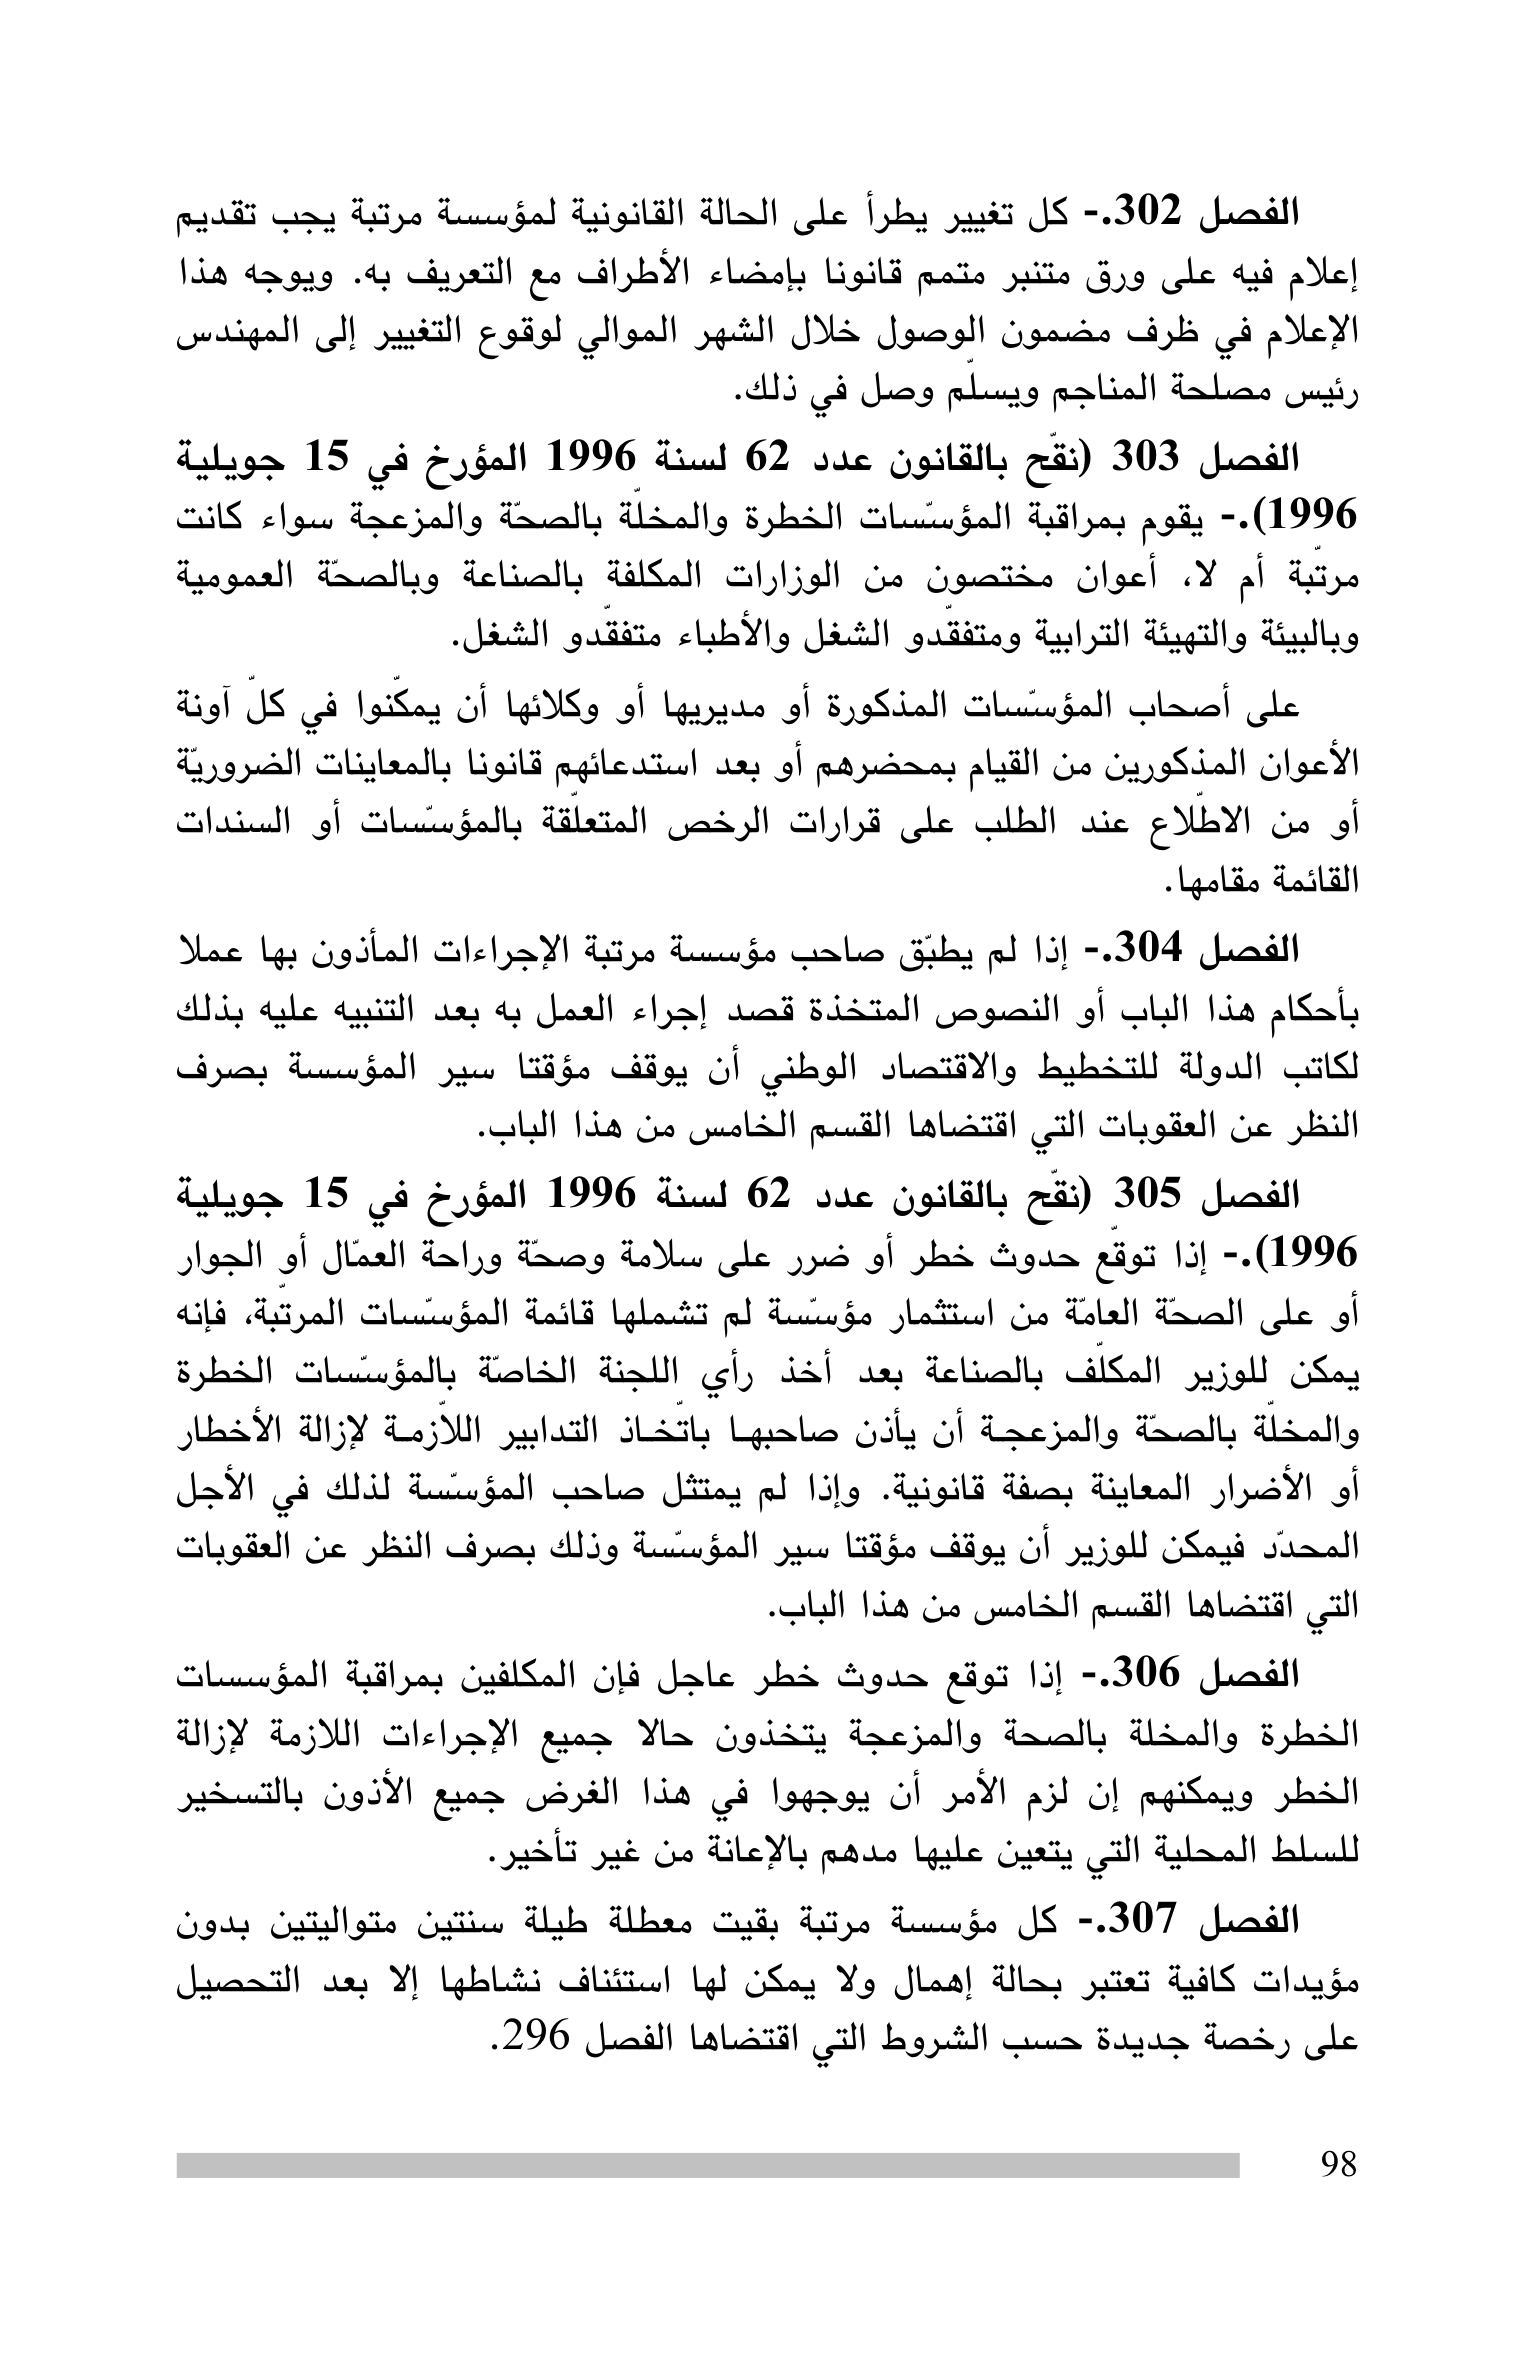 الفصل 302.- كل تغيير يطرأ على الحالة القانونية لمؤسسة مرتبة يجب تقديم
إعلام فيه على ورق متنبر متمم قانونا بإمضاء الأطراف مع التعريف به. ويوجه هذا
الإعلام في ظرف مضمون الوصول خلال الشهر الموالي لوقوع التغيير إلى المهندس
رئيس مصلحة المناجم ويسلّم وصل في ذلك.
الفصل 303 (نقّح بالقانون عدد 62 لسنة 1996 المؤرخ في 15 جويلية
1996).- يقوم بمراقبة المؤسّسات الخطرة والمخلّة بالصحّة والمزعجة سواء كانت
مرتّبة أم لا، أعوان مختصون من الوزارات المكلفة بالصناعة وبالصحّة العمومية
وبالبيئة والتهيئة الترابية ومتفقّدو الشغل والأطباء متفقّدو الشغل.
على أصحاب المؤسّسات المذكورة أو مديريها أو وكلائها أن يمكّنوا في كلّ آونة
الأعوان المذكورين من القيام بمحضرهم أو بعد استدعائهم قانونا بالمعاينات الضروريّة
أو من الاطّلاع عند الطلب على قرارات الرخص المتعلّقة بالمؤسّسات أو السندات
القائمة مقامها.
الفصل 304.- إذا لم يطبّق صاحب مؤسسة مرتبة الإجراءات المأذون بها عملا
بأحكام هذا الباب أو النصوص المتخذة قصد إجراء العمل به بعد التنبيه عليه بذلك
لكاتب الدولة للتخطيط والاقتصاد الوطني أن يوقف مؤقتا سير المؤسسة بصرف
النظر عن العقوبات التي اقتضاها القسم الخامس من هذا الباب.
الفصل 305 (نقّح بالقانون عدد 62 لسنة 1996 المؤرخ في 15 جويلية
1996).- إذا توقّع حدوث خطر أو ضرر على سلامة وصحّة وراحة العمّال أو الجوار
أو على الصحّة العامّة من استثمار مؤسّسة لم تشملها قائمة المؤسّسات المرتّبة، فإنه
يمكن للوزير المكلّف بالصناعة بعد أخذ رأي اللجنة الخاصّة بالمؤسّسات الخطرة
والمخلّة بالصحّة والمزعجـة أن يأذن صاحبهـا باتّخـاذ التدابير اللاّزمـة لإزالة الأخطار
أو الأضرار المعاينة بصفة قانونية. وإذا لم يمتثل صاحب المؤسّسة لذلك في الأجل
المحدّد فيمكن للوزير أن يوقف مؤقتا سير المؤسّسة وذلك بصرف النظر عن العقوبات
التي اقتضاها القسم الخامس من هذا الباب.
الفصل 306.- إذا توقع حدوث خطر عاجل فإن المكلفين بمراقبة المؤسسات
الخطرة والمخلة بالصحة والمزعجة يتخذون حالا جميع الإجراءات اللازمة لإزالة
الخطر ويمكنهم إن لزم الأمر أن يوجهوا في هذا الغرض جميع الأذون بالتسخير
للسلط المحلية التي يتعين عليها مدهم بالإعانة من غير تأخير.
الفصل 307.- كل مؤسسة مرتبة بقيت معطلة طيلة سنتين متواليتين بدون
مؤيدات كافية تعتبر بحالة إهمال ولا يمكن لها استئناف نشاطها إلا بعد التحصيل
على رخصة جديدة حسب الشروط التي اقتضاها الفصل 296.
98